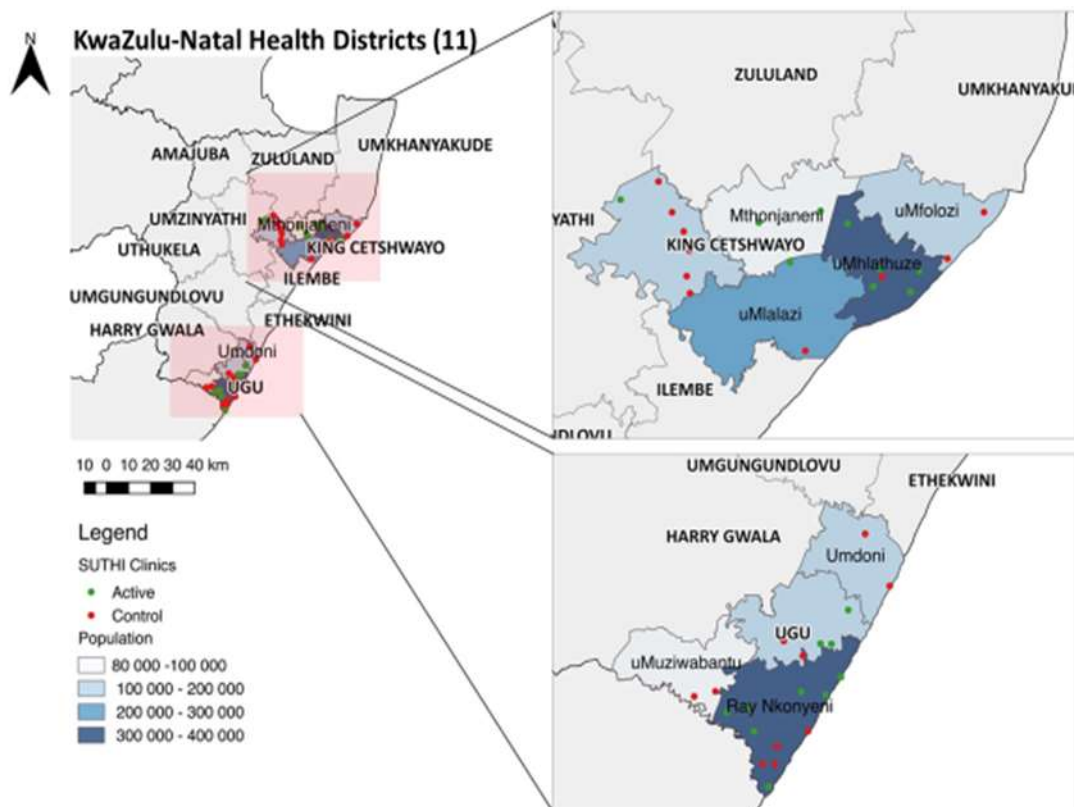 KwaZulu-Natal Health Districts (11)
N
UMKHANYAKUDE
AMAJUBA
ZULULAND
UMZINYATHI
Mthonjaneni
UTHUKELA
KING CETSHWAYO
ILEMBE
UMGUNGUNDLOVU
ETHEKWINI
HARRY GWALA
Umdoni
UGU
10 0 10 20 30 40 km
Legend
SUTHI Clinics
Active
Control
Population
80 000 -100 000
100 000 - 200 000
200 000 - 300 000
300 000 - 400 000
ZULULAND
UMKHANYAKUD
YATHI
Mthonjaneni
uMfolozi
KING CETSHWAYO
uMhlathuze
uMlalazi
ILEMBE
NDLOVU
UMGUNGUNDLOVU
ETHEKWINI
HARRY GWALA
Umdoni
UGU
uMuziwabantu
Ray Nkonyeni